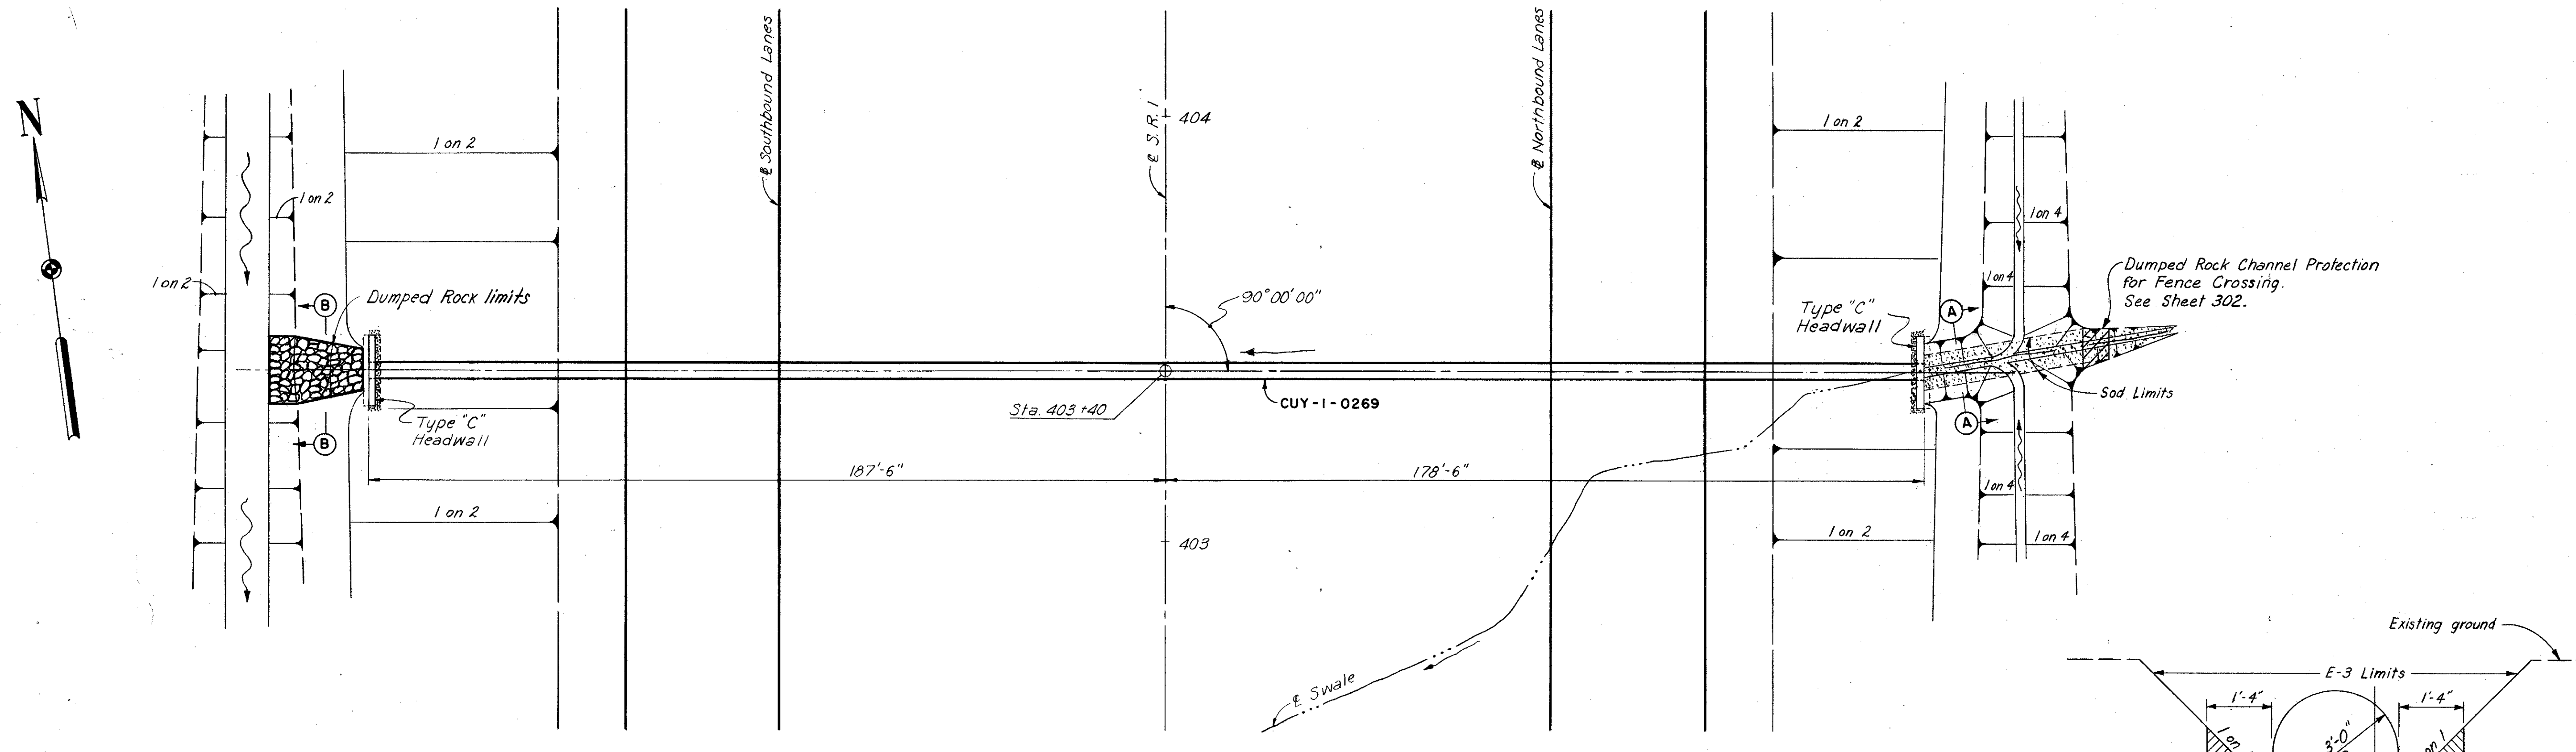 N
1 on 2
1 on 2
1 on 2
B
B
Dumped Rock limits
Type "C"
Headwall
1 on 2
℄ Southbound Lanes
℄ S.R. 1
404
90°00'00"
Sta. 403+40
CUY-1-0269
187'-6"
178'-6"
403
℄ Swale
℄ Northbound Lanes
1 on 2
Type "C"
Headwall
A
A
1 on 4
1 on 4
Dumped Rock Channel Protection
for Fence Crossing.
See Sheet 302.
Sod Limits
1 on 4
1 on 4
1 on 2
Existing ground
E-3 Limits
1'-4"
1'-4"
3'-0"
1 on
on 1